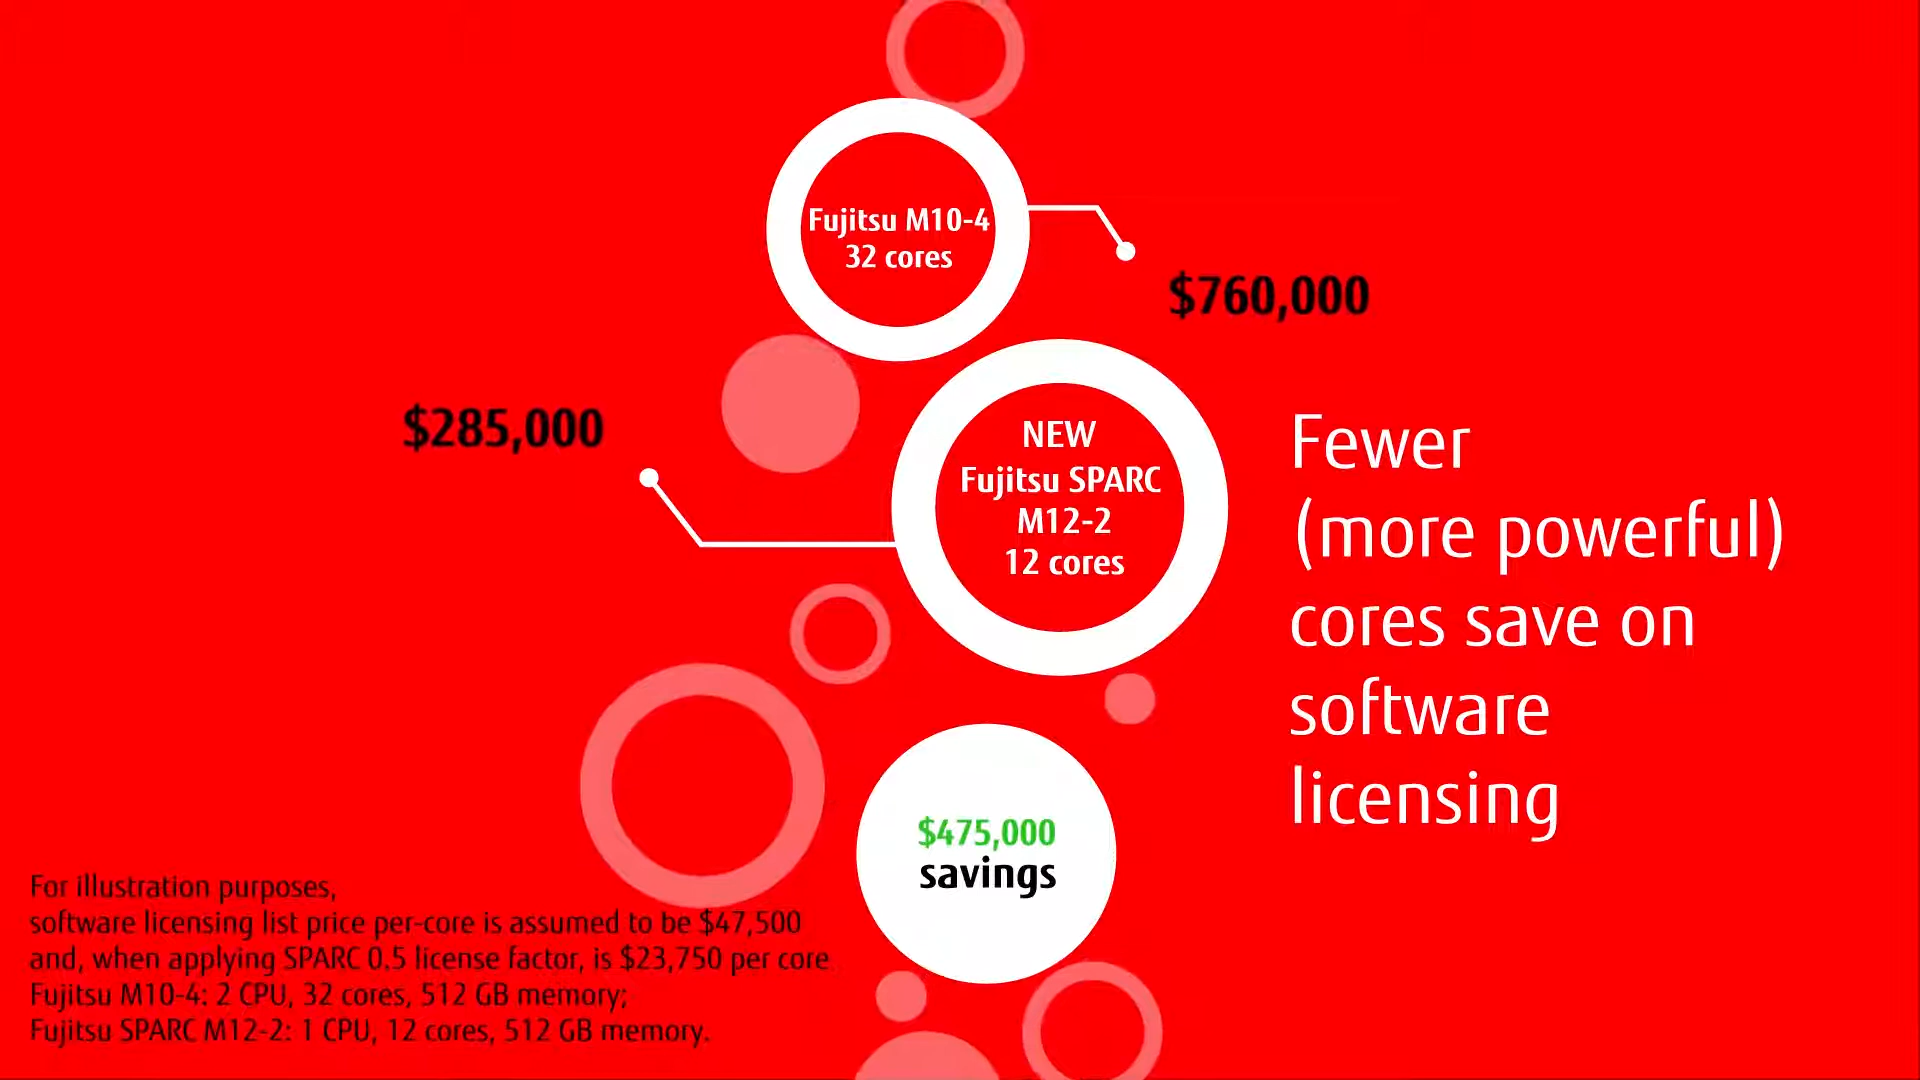 Fujitsu M10-4
32 cores
$760,000
$285,000
NEW
Fujitsu SPARC
M12-2
12 cores
Fewer
(more powerful)
cores save on
software
licensing
$475,000
savings
For illustration purposes,
software licensing list price per-core is assumed to be $47,500
and, when applying SPARC 0.5 license factor, is $23,750 per core
Fujitsu M10-4: 2 CPU, 32 cores, 512 GB memory;
Fujitsu SPARC M12-2: 1 CPU, 12 cores, 512 GB memory.